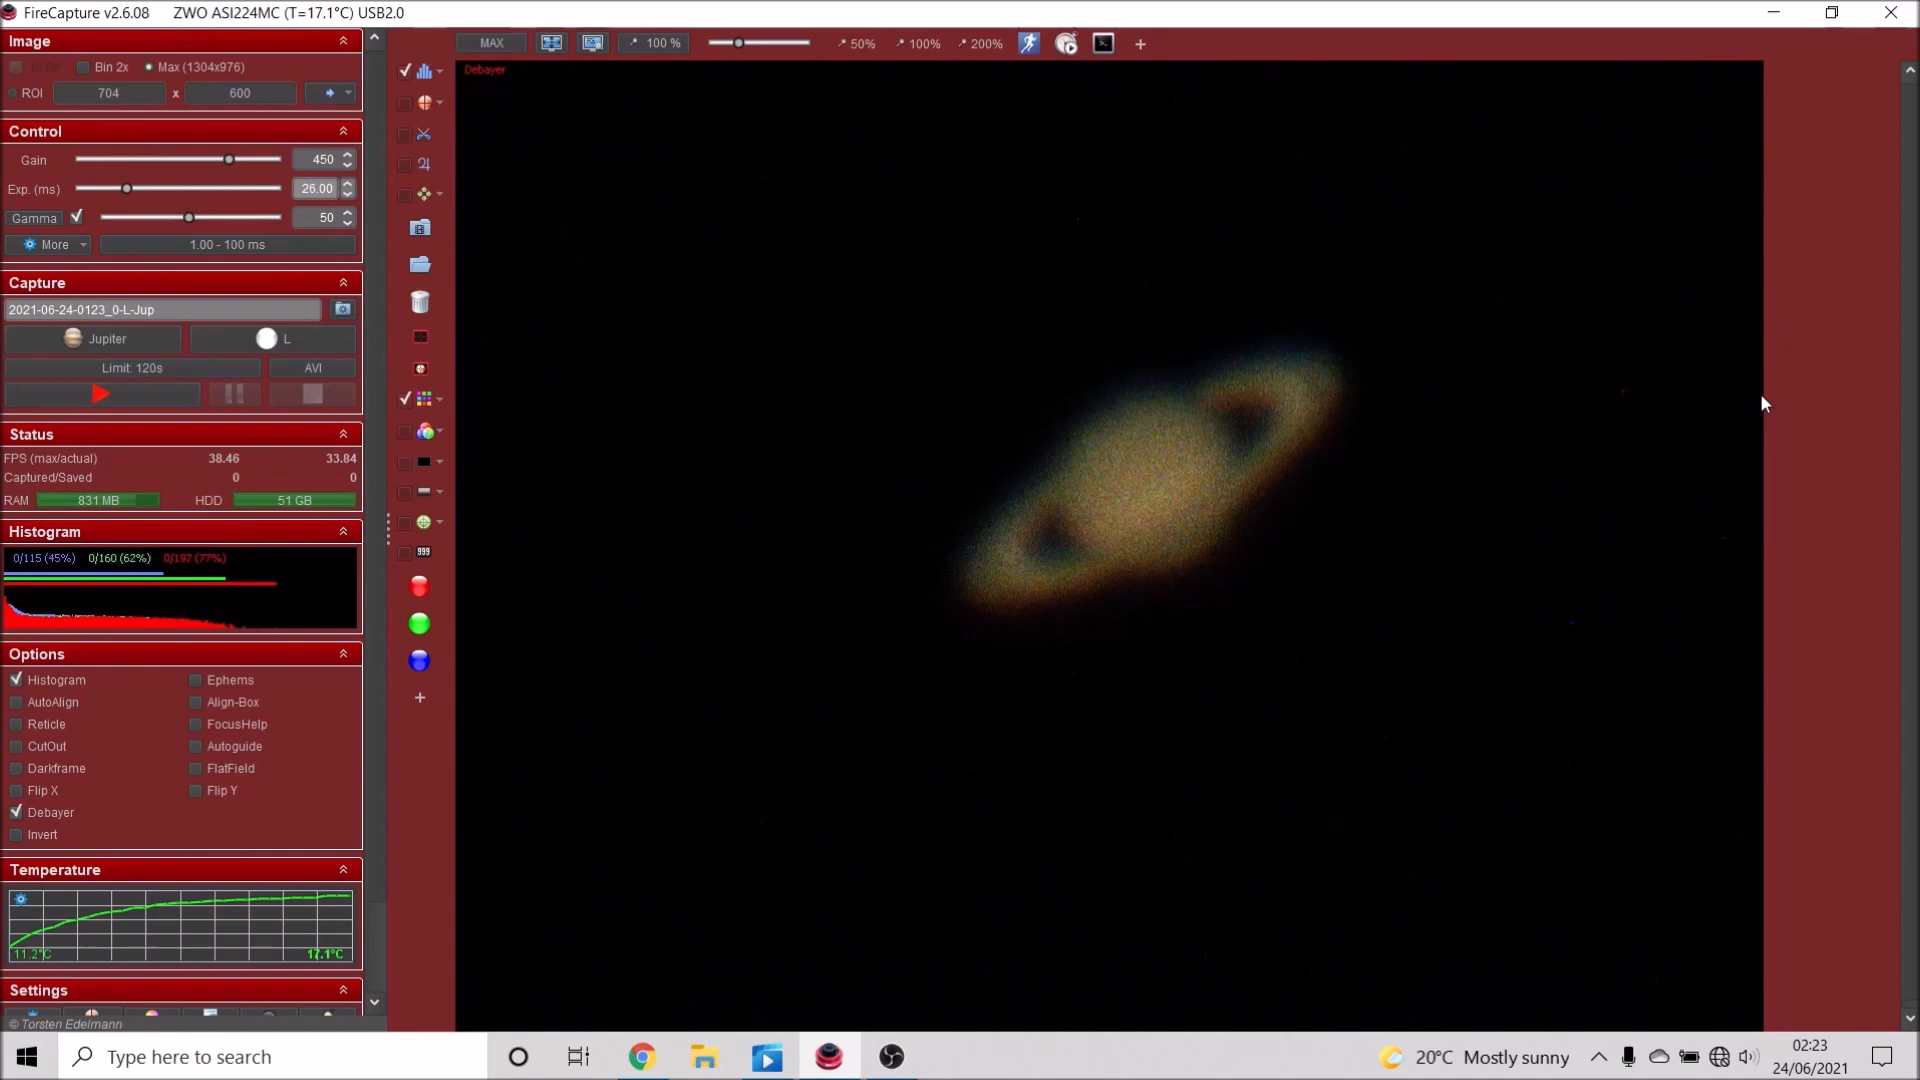 FireCapture v2.6.08 ZWO ASI224MC (T=17.1°C) USB2.0
Image
Bin 2x Max (1304x976)
ROI 704 x 600
Control
Gain 450
Exp. (ms) 26.00
Gamma 50
More 1.00 - 100 ms
Capture
2021-06-24-0123_0-L-Jup
Jupiter L
Limit: 120s AVI
Status
FPS (max/actual) 38.46 33.84
Captured/Saved 0 0
RAM 831 MB HDD 51 GB
Histogram
0/115 (45%) 0/160 (62%) 0/197 (77%)
Options
Histogram Ephems
AutoAlign Align-Box
Reticle FocusHelp
CutOut Autoguide
Darkframe FlatField
Flip X Flip Y
Debayer
Invert
Temperature
11.2°C 17.1°C
Settings
© Torsten Edelmann
MAX 100 % 50% 100% 200%
Debayer
999
Type here to search
20°C Mostly sunny
02:23
24/06/2021